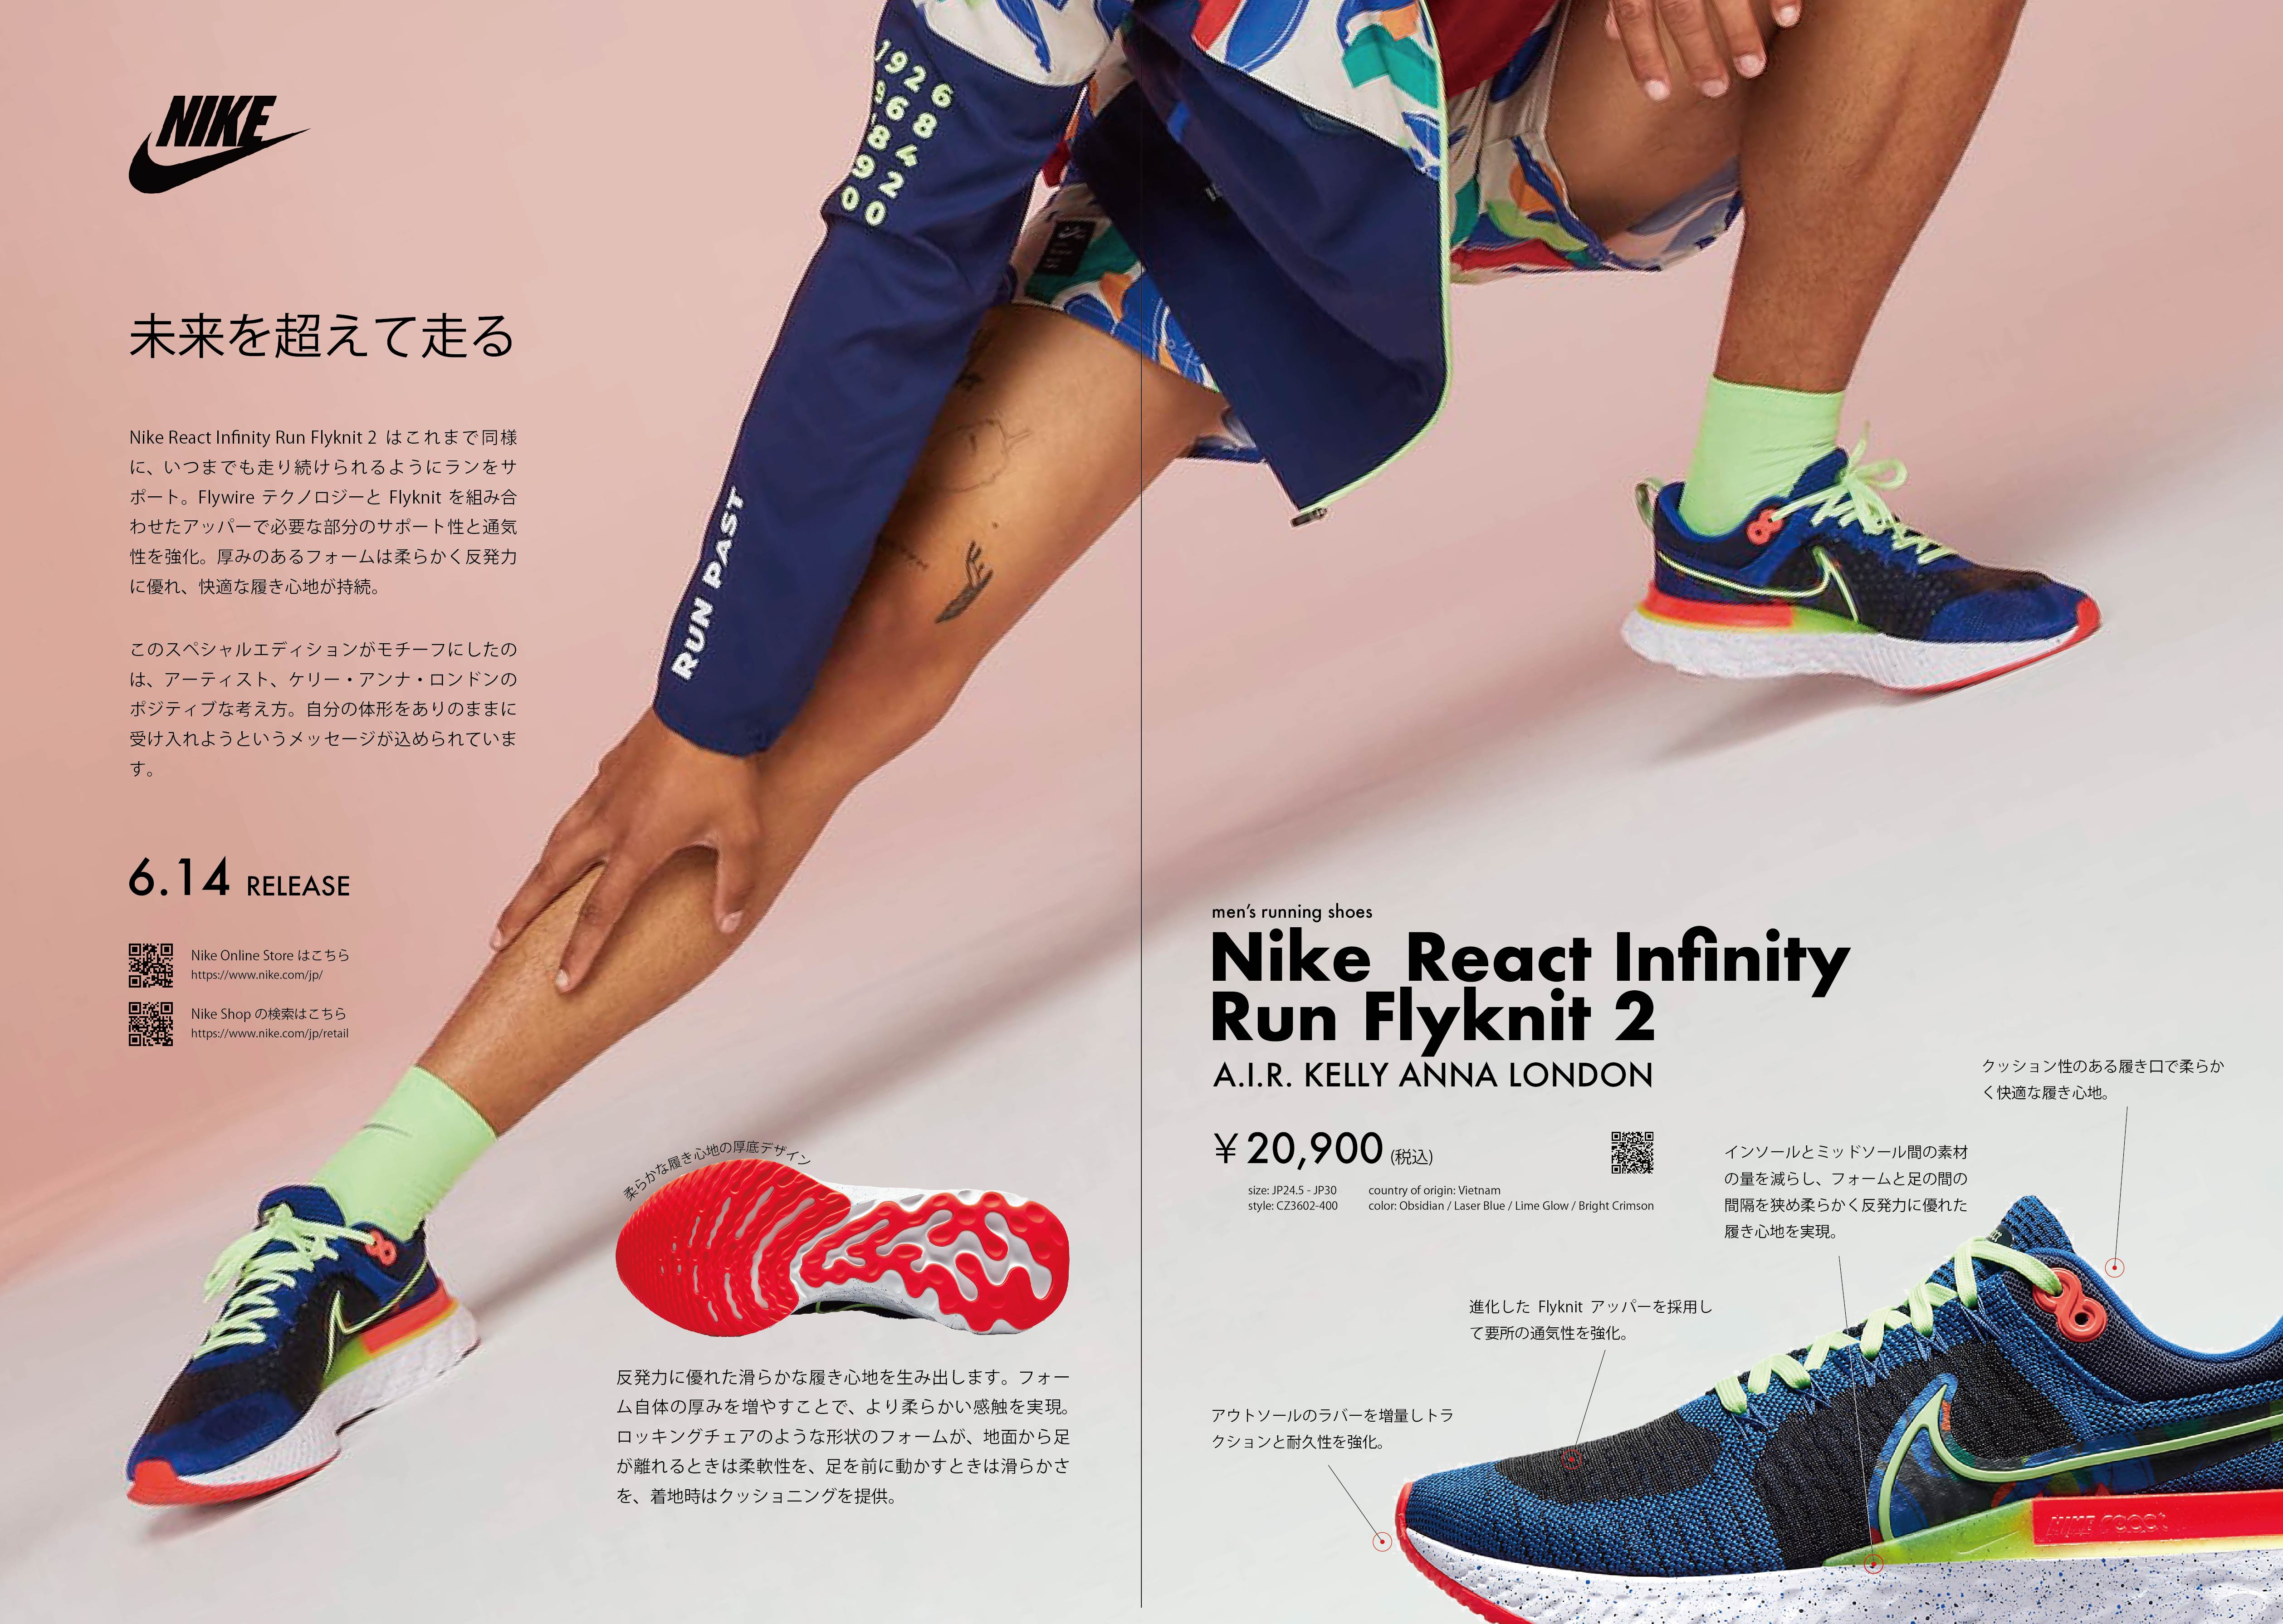 NIKE
未来を超えて走る
Nike React Infinity Run Flyknit 2 はこれまで同様
に、いつまでも走り続けられるようにランをサ
ポート。Flywire テクノロジーと Flyknit を組み合
わせたアッパーで必要な部分のサポート性と通気
性を強化。厚みのあるフォームは柔らかく反発力
に優れ、快適な履き心地が持続。
このスペシャルエディションがモチーフにしたの
は、アーティスト、ケリー・アンナ・ロンドンの
ポジティブな考え方。自分の体形をありのままに
受け入れようというメッセージが込められていま
す。
6.14 RELEASE
Nike Online Store はこちら
https://www.nike.com/jp/
Nike Shop の検索はこちら
https://www.nike.com/jp/retail
1926
968
84
92
00
RUN PAST
柔らかな履き心地の厚底デザイン
反発力に優れた滑らかな履き心地を生み出します。フォー
ム自体の厚みを増やすことで、より柔らかい感触を実現。
ロッキングチェアのような形状のフォームが、地面から足
が離れるときは柔軟性を、足を前に動かすときは滑らかさ
を、着地時はクッショニングを提供。
men’s running shoes
Nike React Infinity
Run Flyknit 2
A.I.R. KELLY ANNA LONDON
¥20,900 (税込)
size: JP24.5 - JP30 country of origin: Vietnam
style: CZ3602-400 color: Obsidian / Laser Blue / Lime Glow / Bright Crimson
クッション性のある履き口で柔らか
く快適な履き心地。
インソールとミッドソール間の素材
の量を減らし、フォームと足の間の
間隔を狭め柔らかく反発力に優れた
履き心地を実現。
進化した Flyknit アッパーを採用し
て要所の通気性を強化。
アウトソールのラバーを増量しトラ
クションと耐久性を強化。
NIKE react